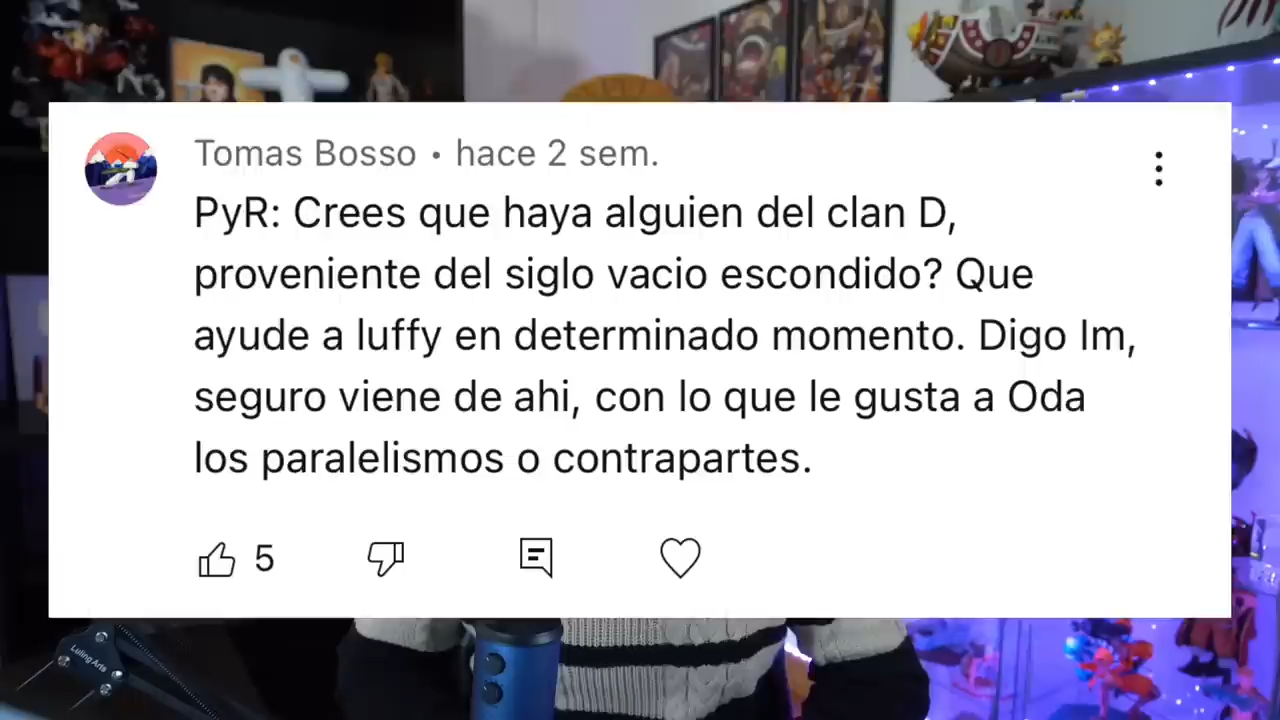 Tomas Bosso • hace 2 sem.
PyR: Crees que haya alguien del clan D,
proveniente del siglo vacio escondido? Que
ayude a luffy en determinado momento. Digo Im,
seguro viene de ahi, con lo que le gusta a Oda
los paralelismos o contrapartes.
5
Luling Arts